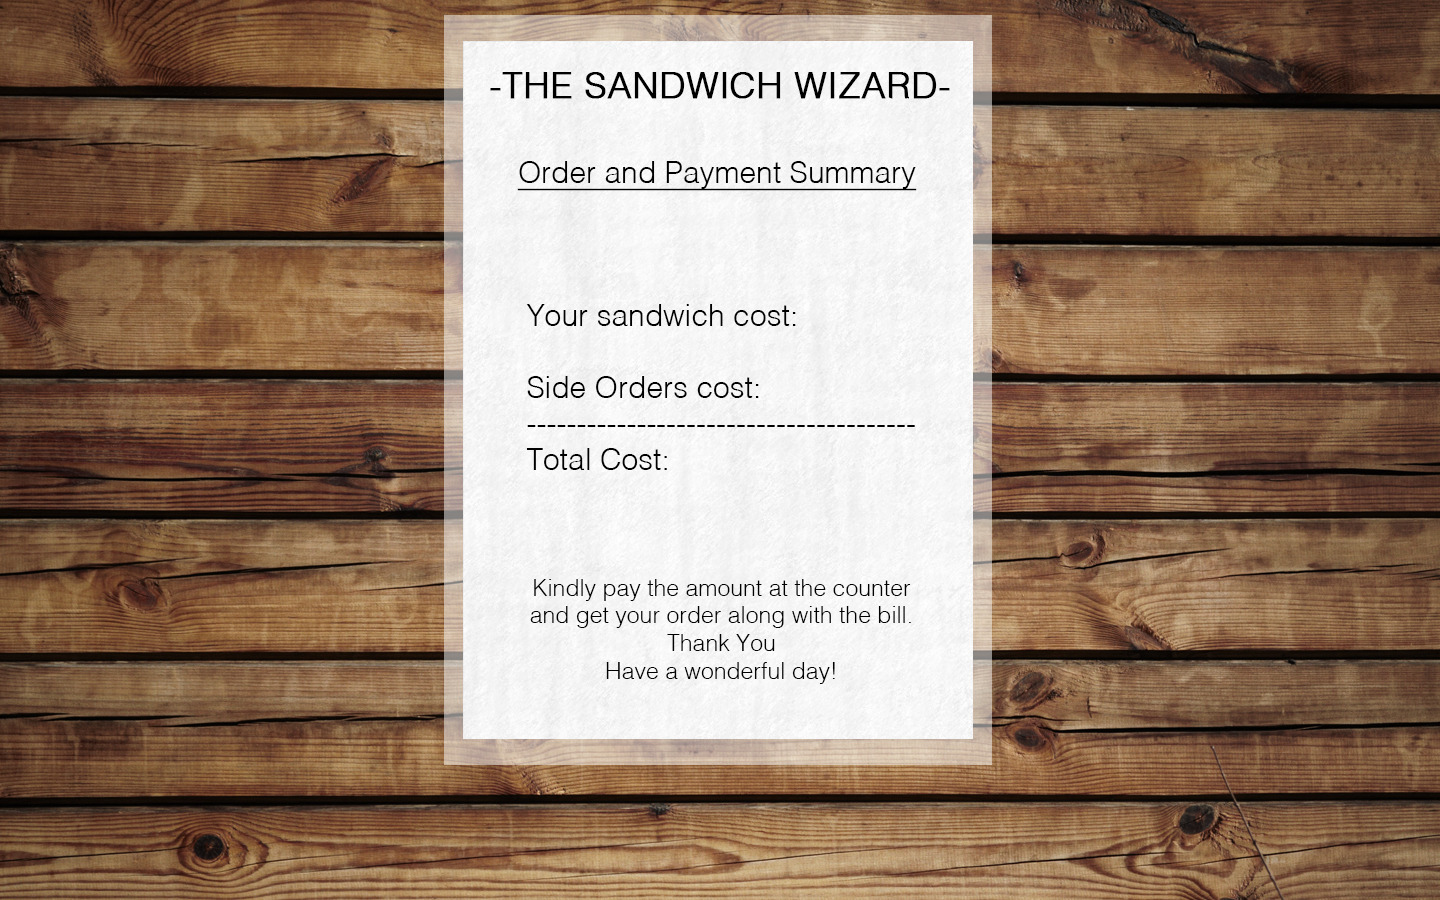 -THE SANDWICH WIZARD-
Order and Payment Summary
Your sandwich cost:
Side Orders cost:
---------------------------------------
Total Cost:
Kindly pay the amount at the counter
and get your order along with the bill.
Thank You
Have a wonderful day!